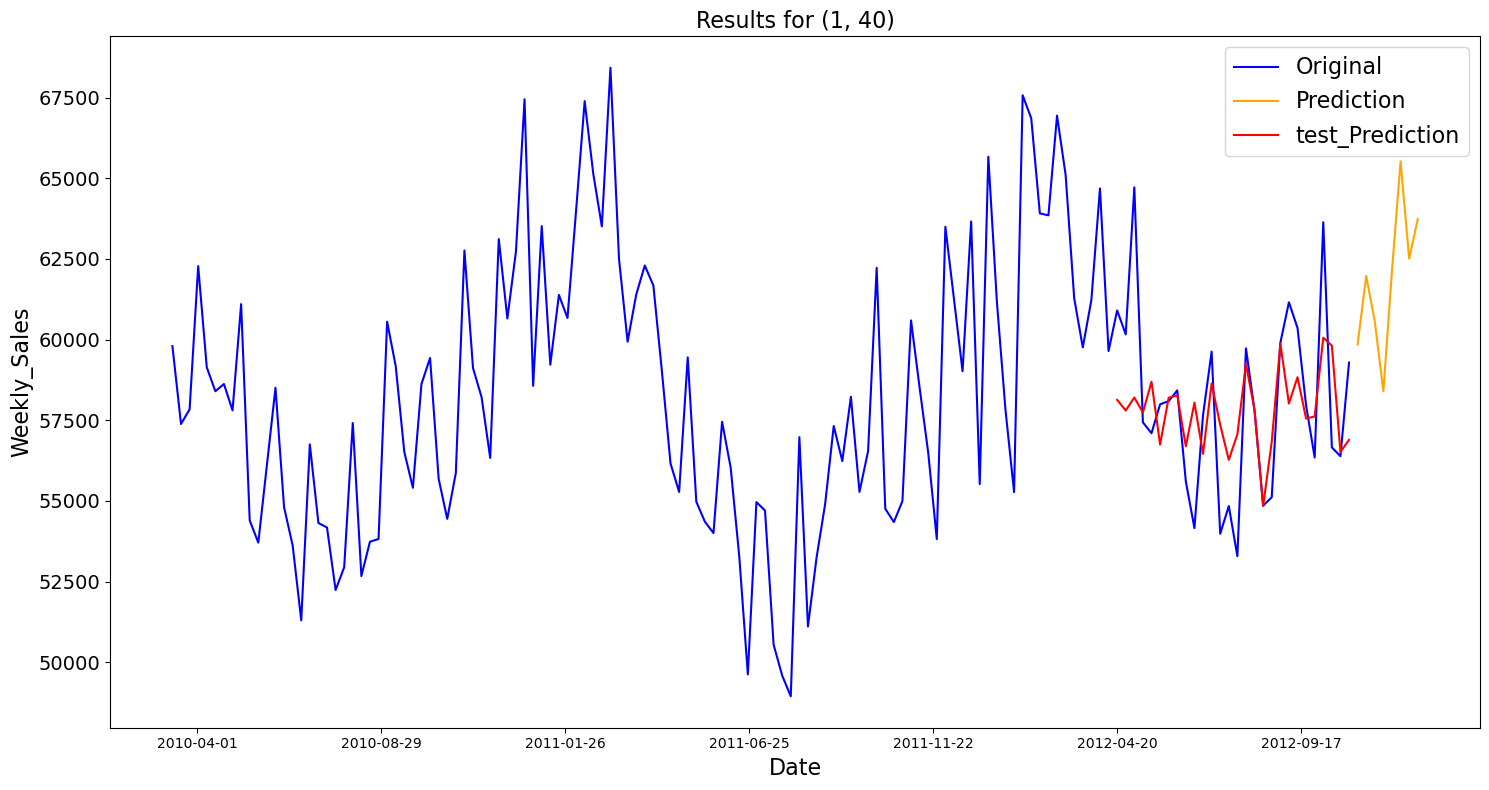 Results for (1, 40)
Original
Prediction
test_Prediction
Weekly_Sales
67500
65000
62500
60000
57500
55000
52500
50000
2010-04-01
2010-08-29
2011-01-26
2011-06-25
2011-11-22
2012-04-20
2012-09-17
Date